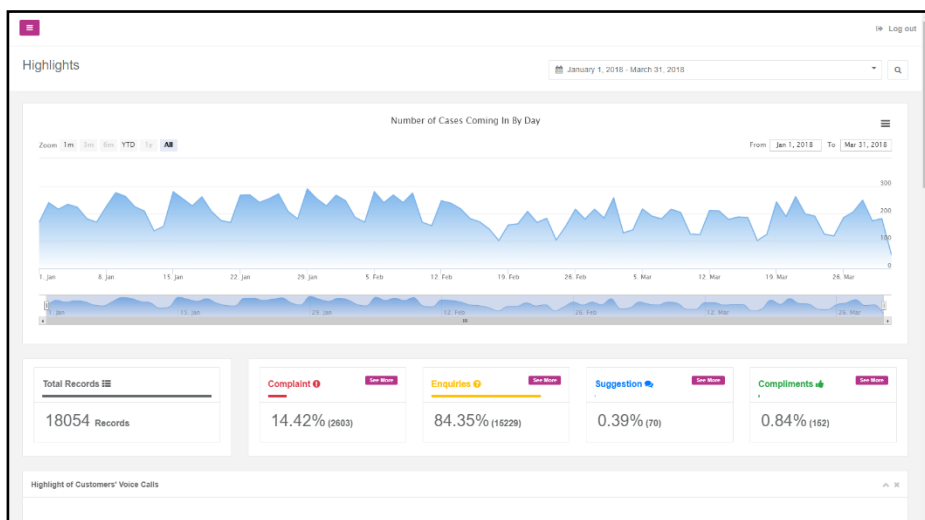 Log out
Highlights
January 1, 2018 - March 31, 2018
Number of Cases Coming In By Day
Zoom 1m 3m 6m YTD 1y All
From Jan 1, 2018 To Mar 31, 2018
300
200
100
0
1. Jan 8. Jan 15. Jan 22. Jan 29. Jan 5. Feb 12. Feb 19. Feb 26. Feb 5. Mar 12. Mar 19. Mar 26. Mar
1. Jan 15. Jan 29. Jan 12. Feb 26. Feb 12. Mar 26. Mar
Total Records
18054 Records
Complaint See More
14.42% (2603)
Enquiries See More
84.35% (15229)
Suggestion See More
0.39% (70)
Compliments See More
0.84% (152)
Highlight of Customers' Voice Calls